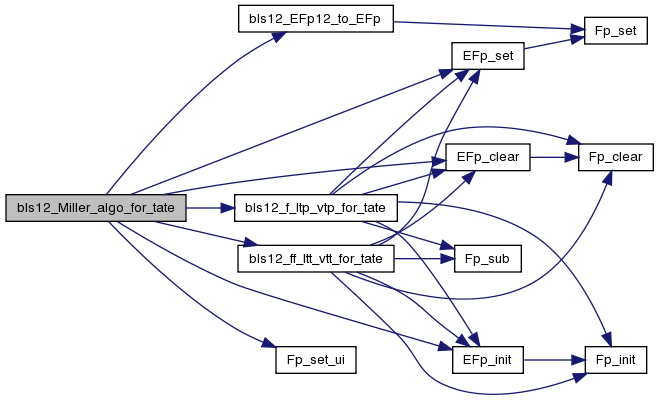 bls12_EFp12_to_EFp
Fp_set
EFp_set
EFp_clear
Fp_clear
bls12_Miller_algo_for_tate
bls12_f_ltp_vtp_for_tate
bls12_ff_ltt_vtt_for_tate
Fp_sub
Fp_set_ui
EFp_init
Fp_init